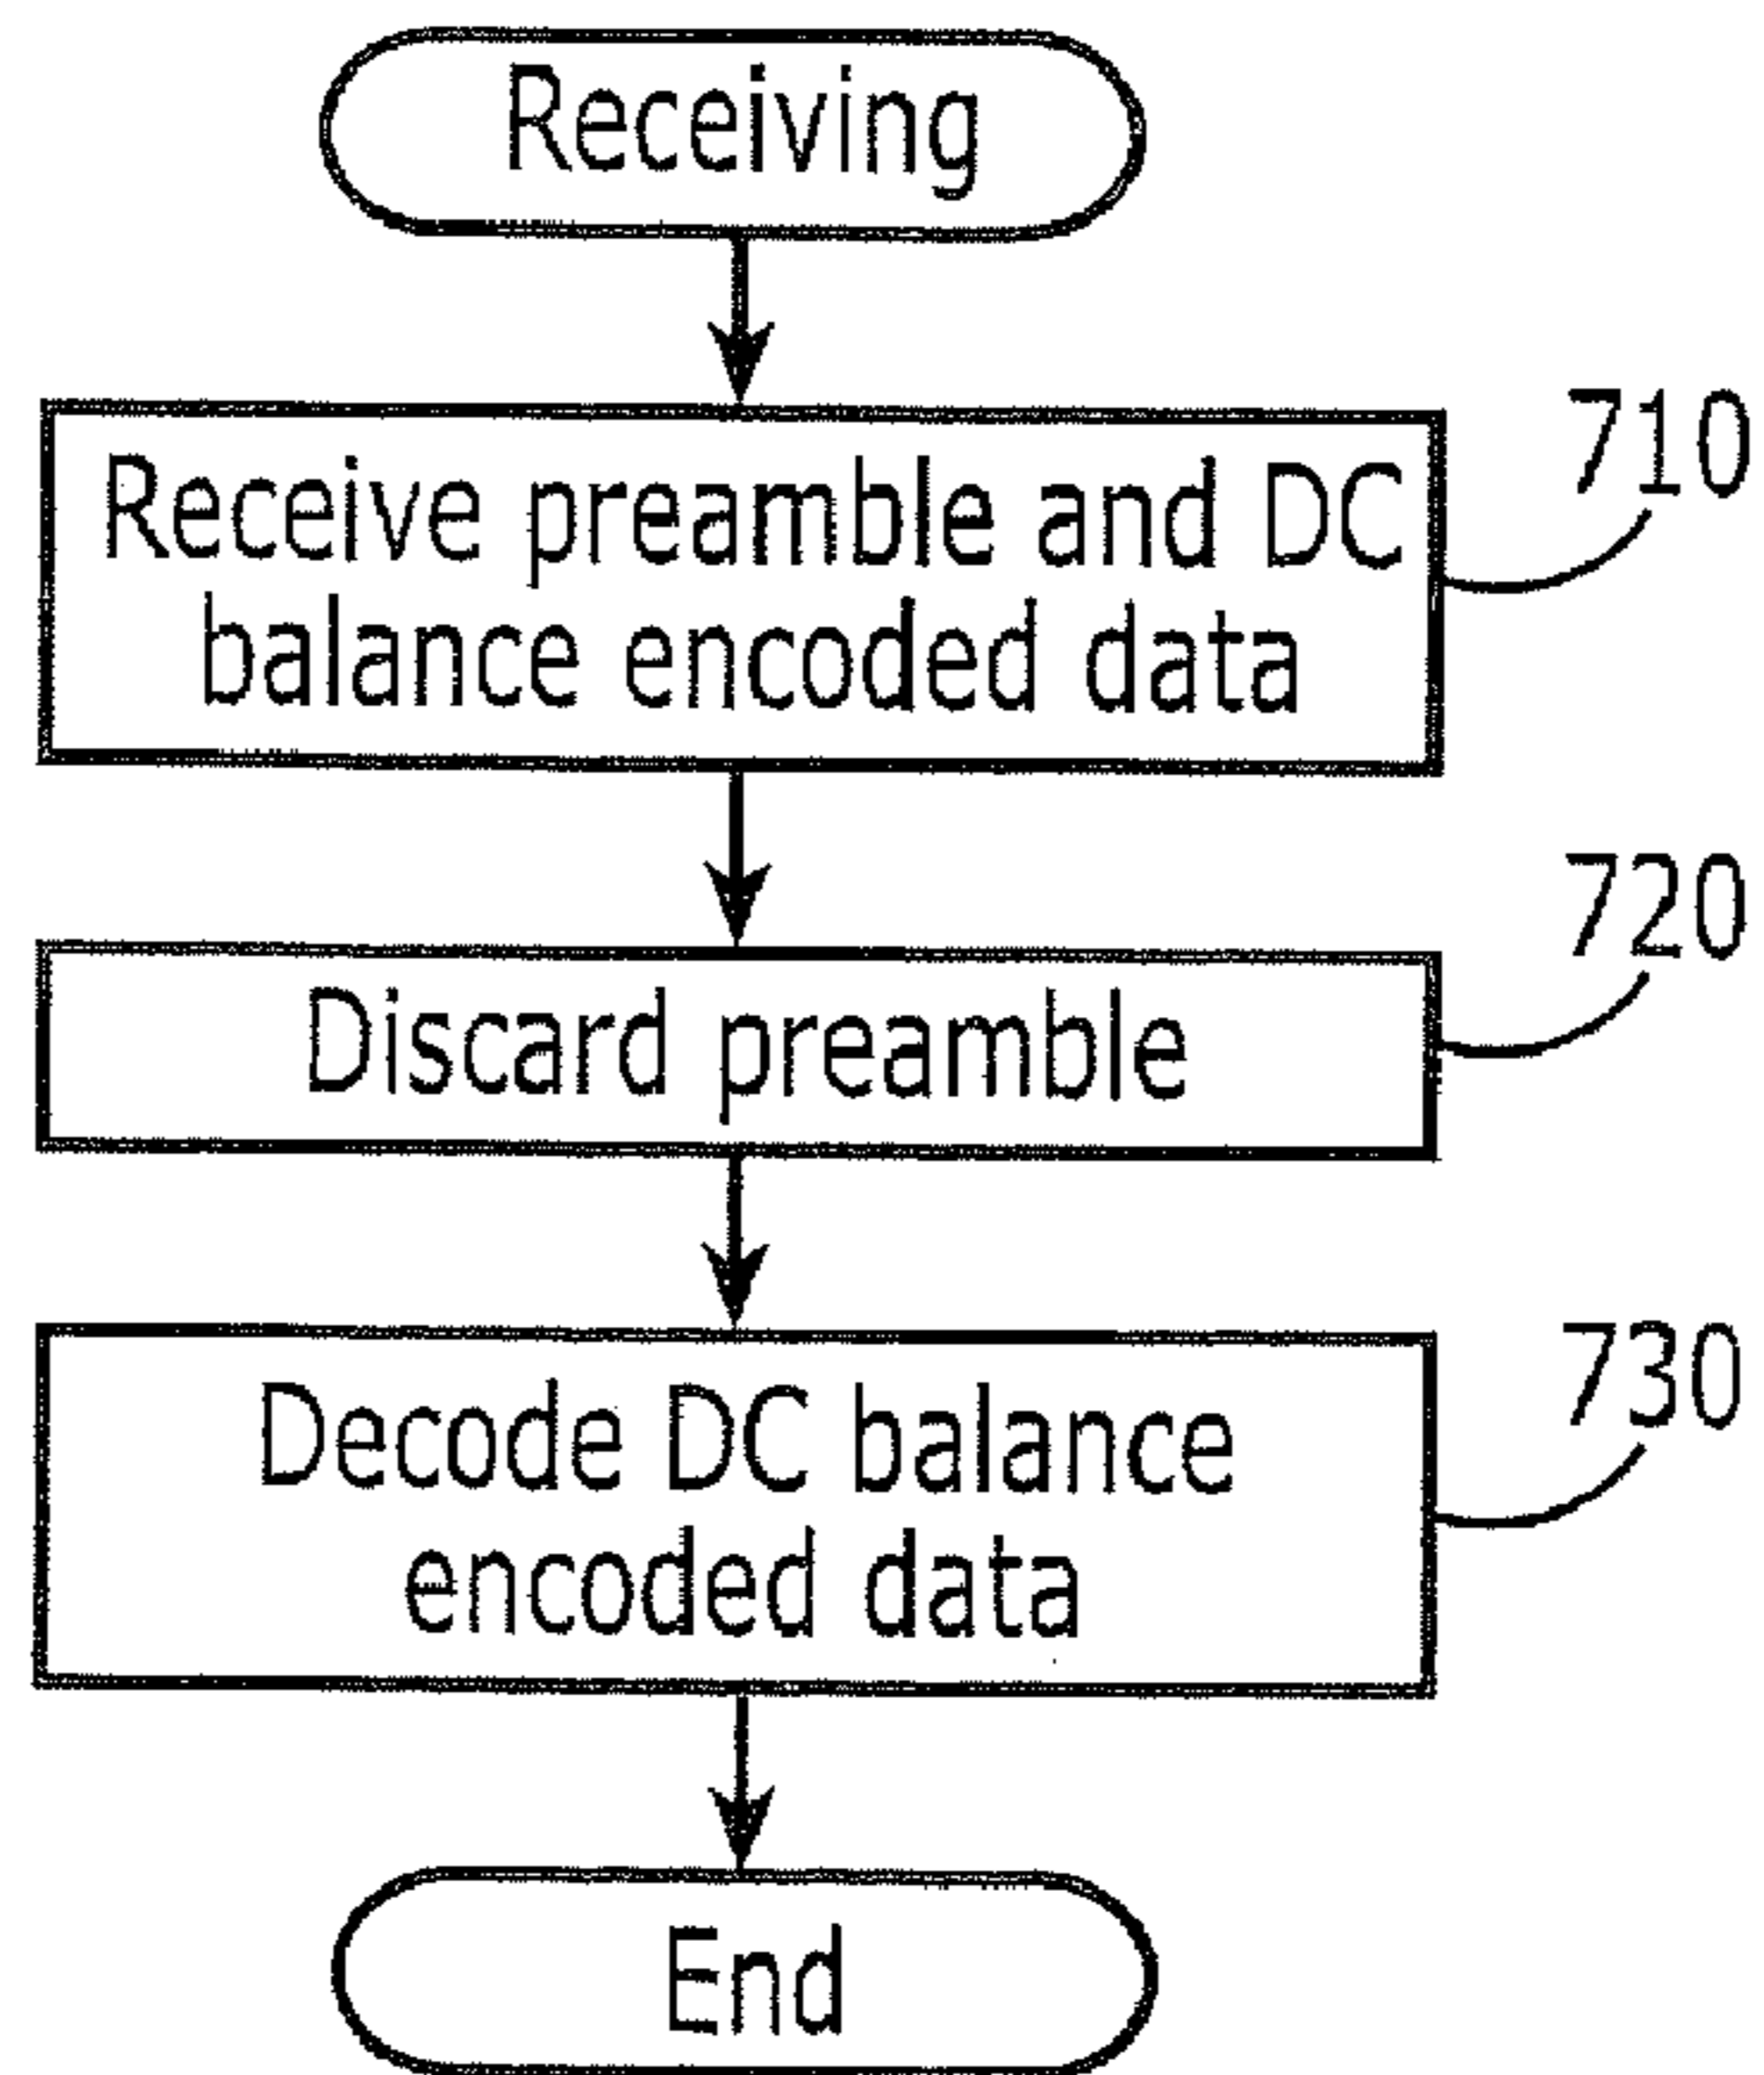 Receiving
710
Receive preamble and DC
balance encoded data
720
Discard preamble
730
Decode DC balance
encoded data
End